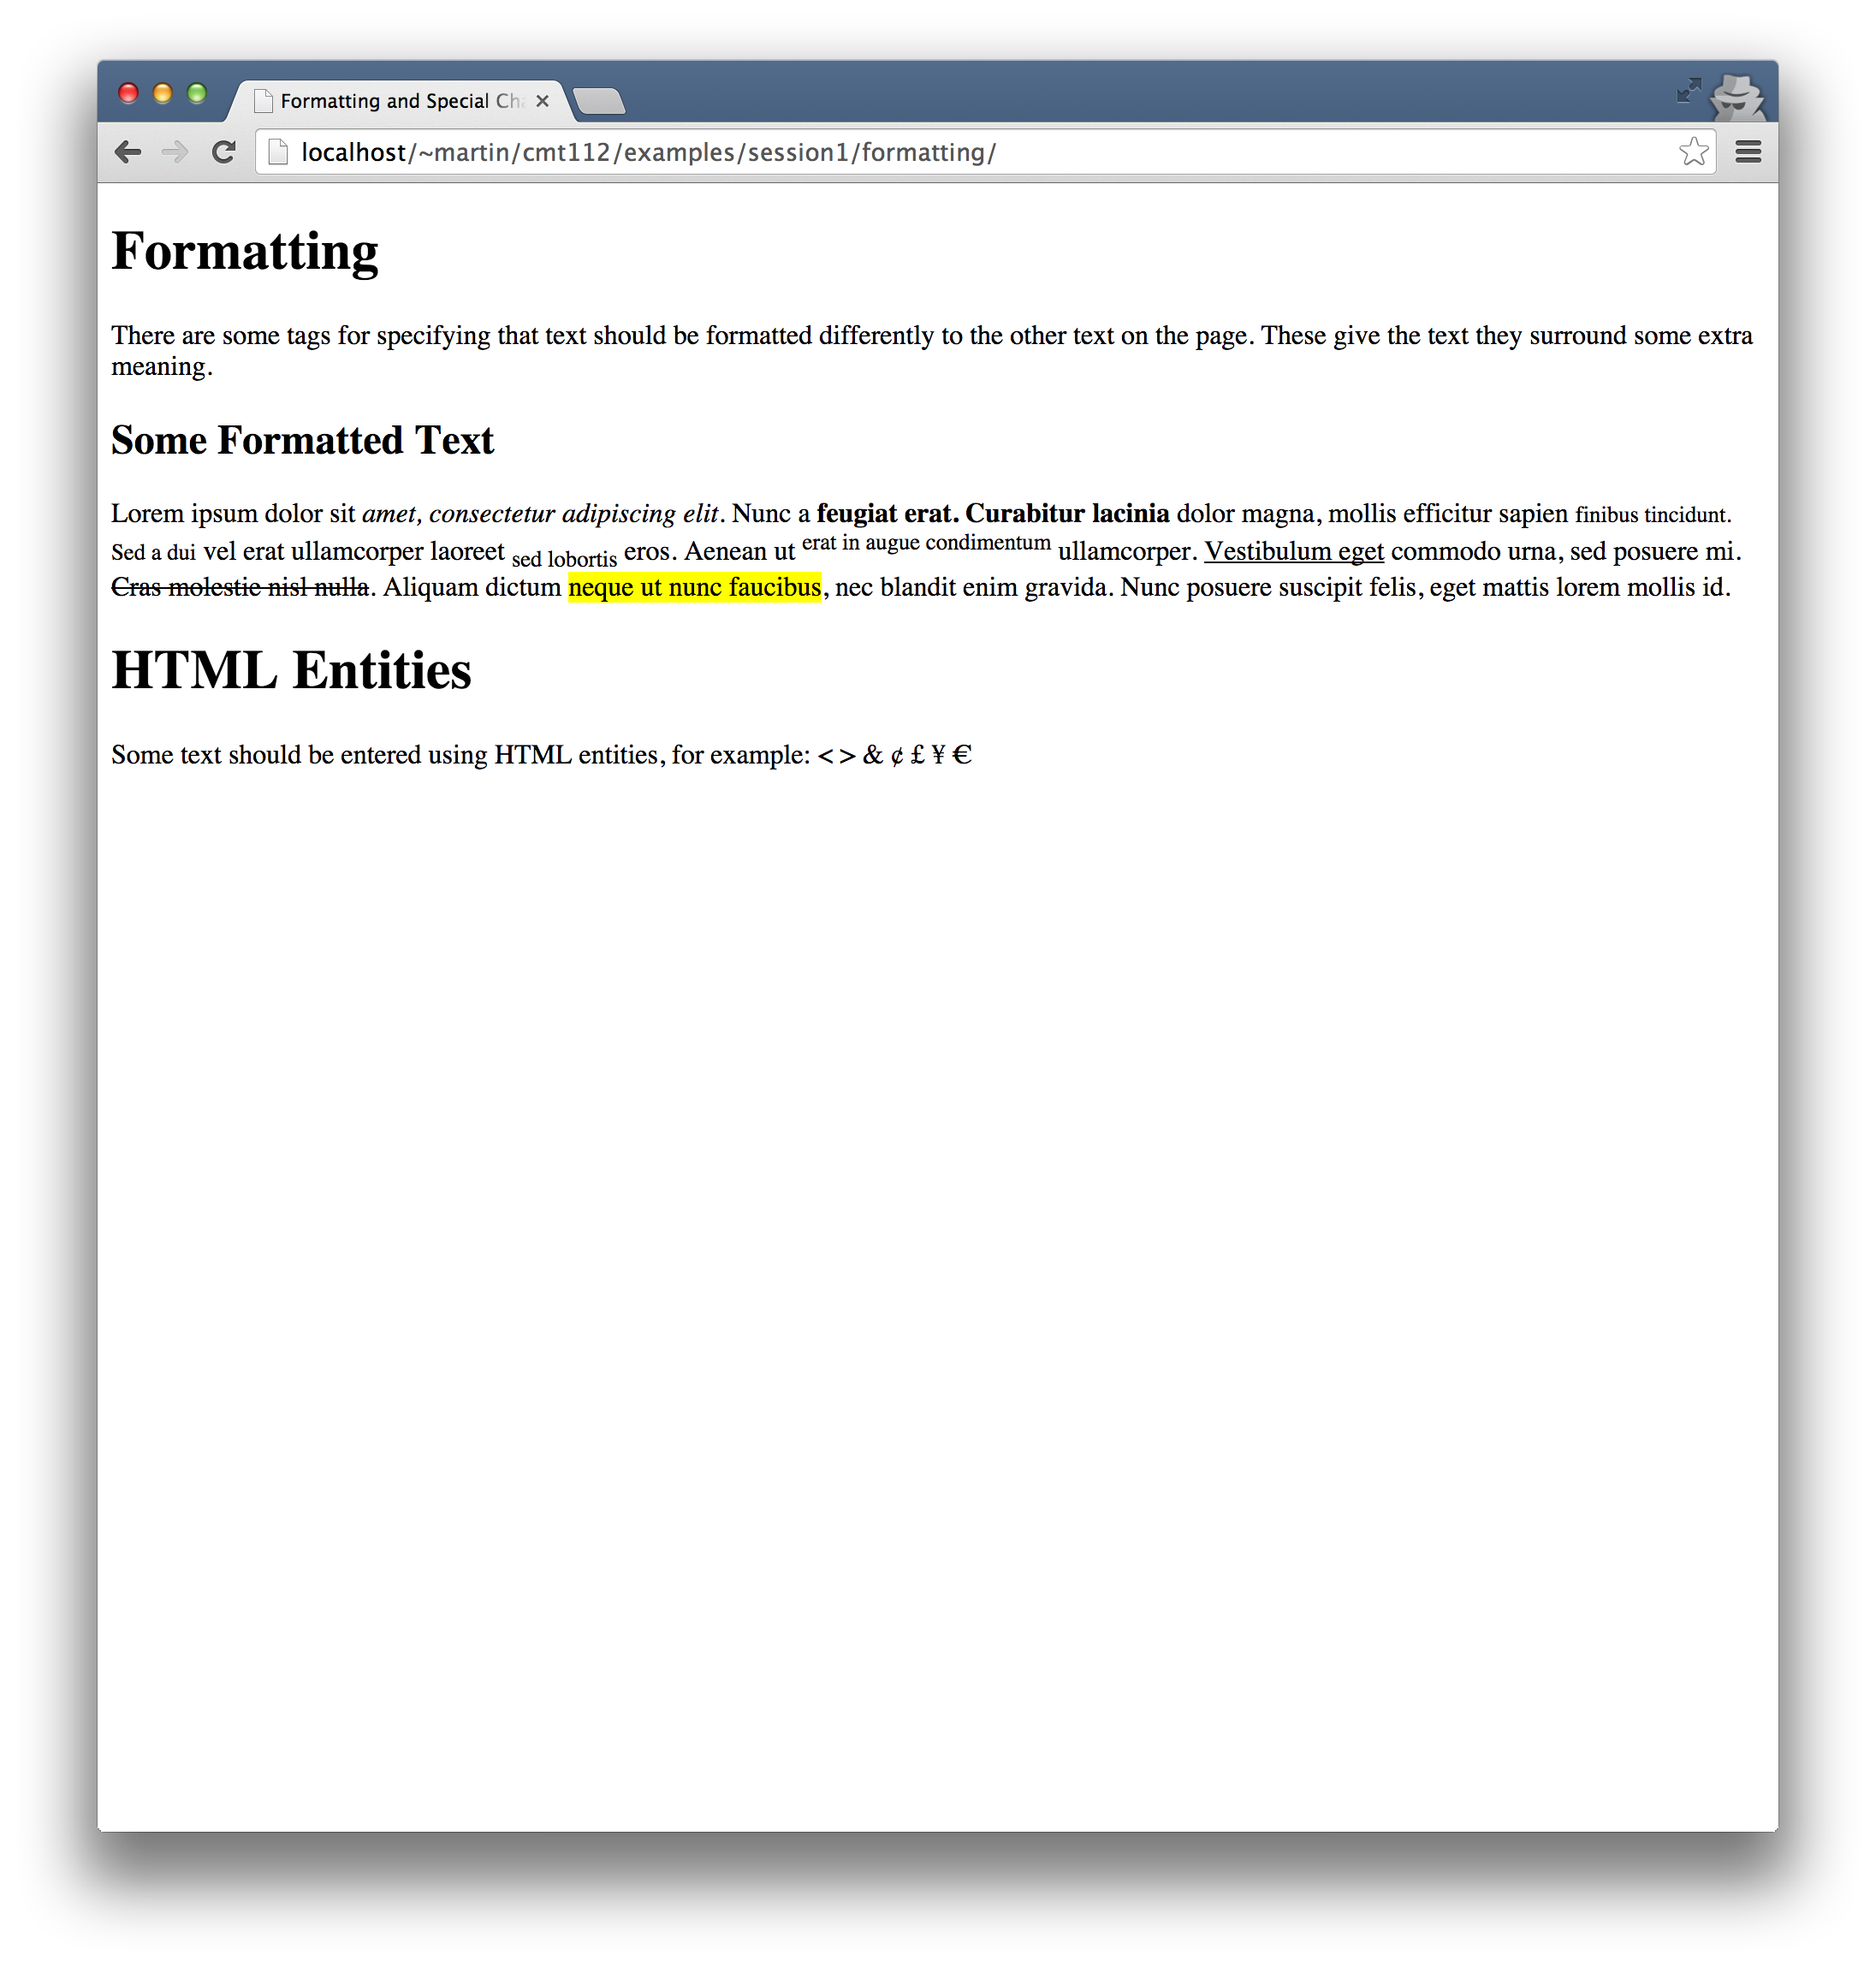 Formatting and Special Ch
localhost/~martin/cmt112/examples/session1/formatting/
Formatting
There are some tags for specifying that text should be formatted differently to the other text on the page. These give the text they surround some extra
meaning.
Some Formatted Text
Lorem ipsum dolor sit amet, consectetur adipiscing elit. Nunc a feugiat erat. Curabitur lacinia dolor magna, mollis efficitur sapien finibus tincidunt.
Sed a dui vel erat ullamcorper laoreet sed lobortis eros. Aenean ut erat in augue condimentum ullamcorper. Vestibulum eget commodo urna, sed posuere mi.
Cras molestie nisl nulla. Aliquam dictum neque ut nunc faucibus, nec blandit enim gravida. Nunc posuere suscipit felis, eget mattis lorem mollis id.
HTML Entities
Some text should be entered using HTML entities, for example: < > & ¢ £ ¥ €